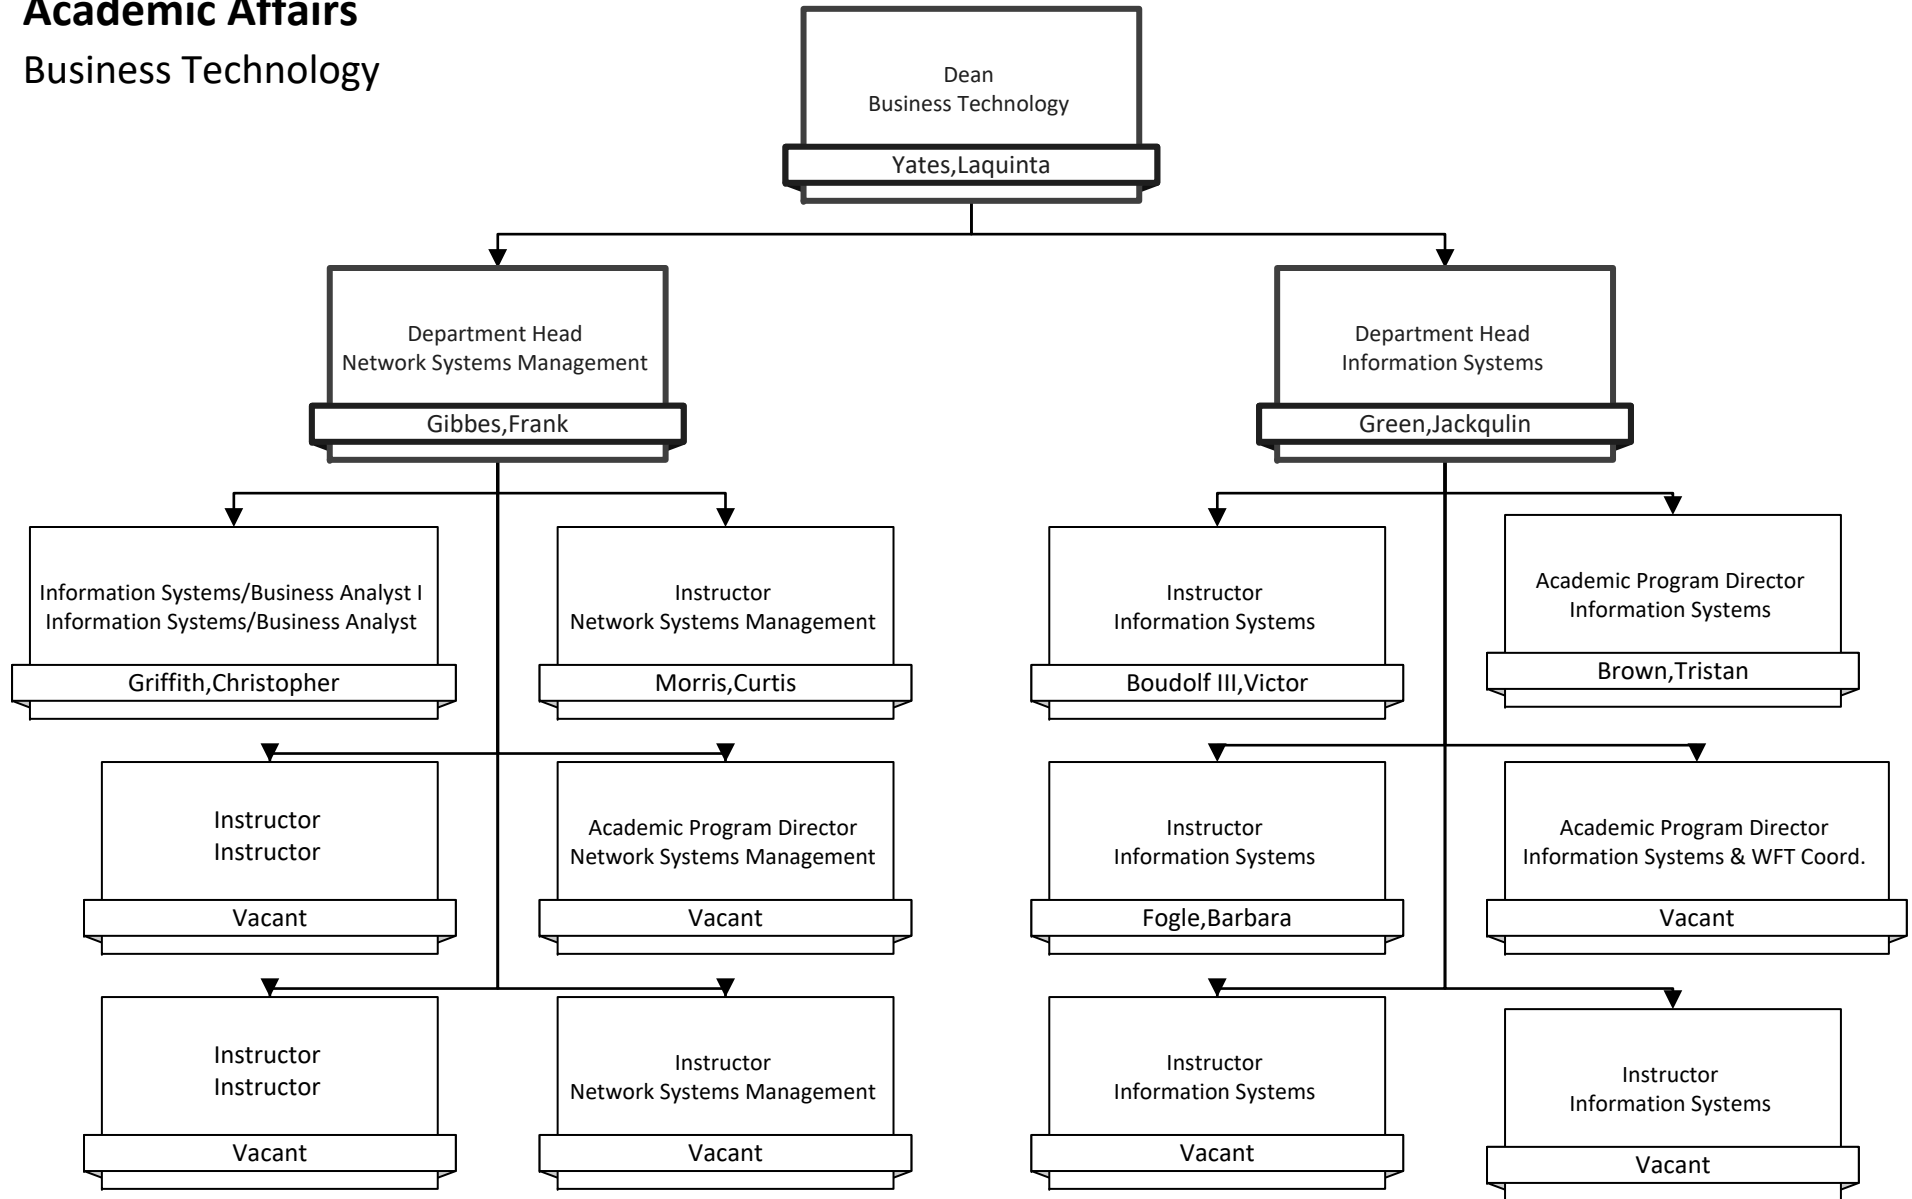 Academic Affairs
Business Technology
Dean
Business Technology
Yates,Laquinta
Department Head
Network Systems Management
Gibbes,Frank
Department Head
Information Systems
Green,Jackqulin
Information Systems/Business Analyst I
Information Systems/Business Analyst
Griffith,Christopher
Instructor
Network Systems Management
Morris,Curtis
Instructor
Information Systems
Boudolf III,Victor
Academic Program Director
Information Systems
Brown,Tristan
Instructor
Instructor
Vacant
Academic Program Director
Network Systems Management
Vacant
Instructor
Information Systems
Fogle,Barbara
Academic Program Director
Information Systems & WFT Coord.
Vacant
Instructor
Instructor
Vacant
Instructor
Network Systems Management
Vacant
Instructor
Information Systems
Vacant
Instructor
Information Systems
Vacant